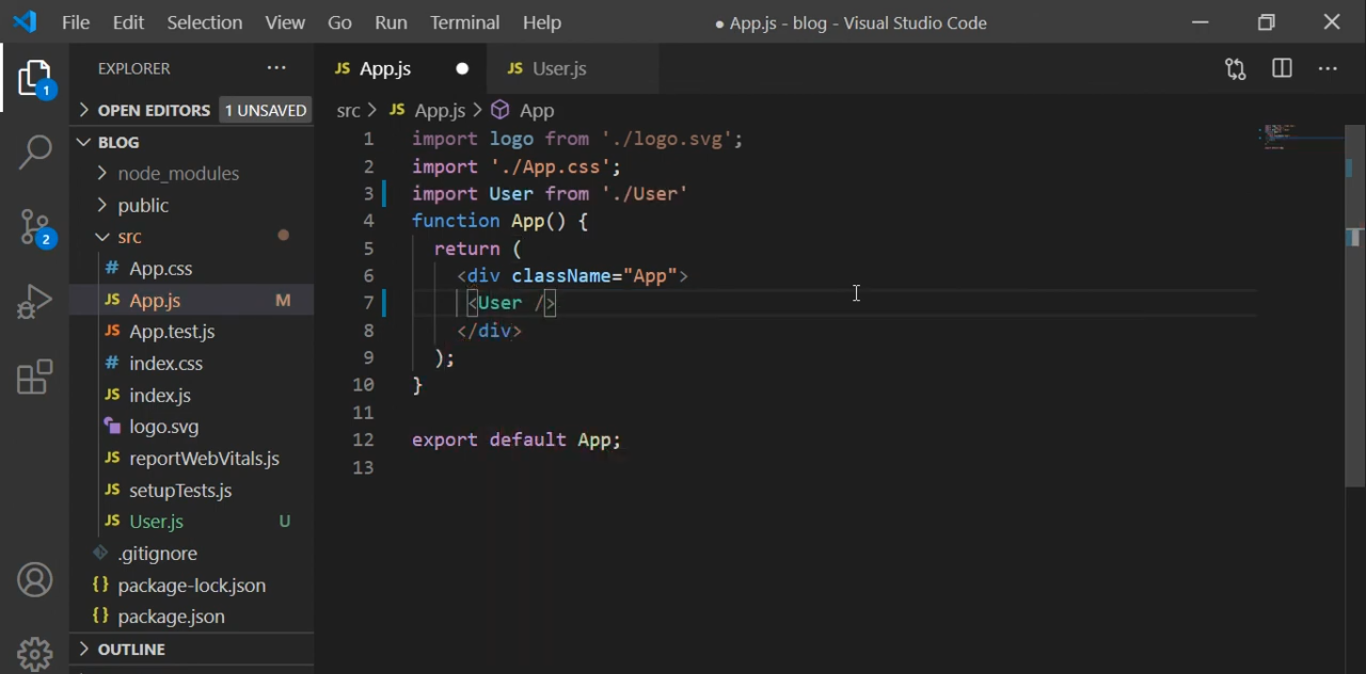 File Edit Selection View Go Run Terminal Help ● App.js - blog - Visual Studio Code
EXPLORER ···
JS App.js ●
JS User.js
1
> OPEN EDITORS 1 UNSAVED
src > JS App.js > App
BLOG
node_modules
public
2
src
# App.css
JS App.js M
JS App.test.js
# index.css
JS index.js
logo.svg
JS reportWebVitals.js
JS setupTests.js
JS User.js U
.gitignore
{} package-lock.json
{} package.json
> OUTLINE
1 import logo from './logo.svg';
2 import './App.css';
3 import User from './User'
4 function App() {
5 return (
6 <div className="App">
7 <User />
8 </div>
9 );
10 }
11
12 export default App;
13